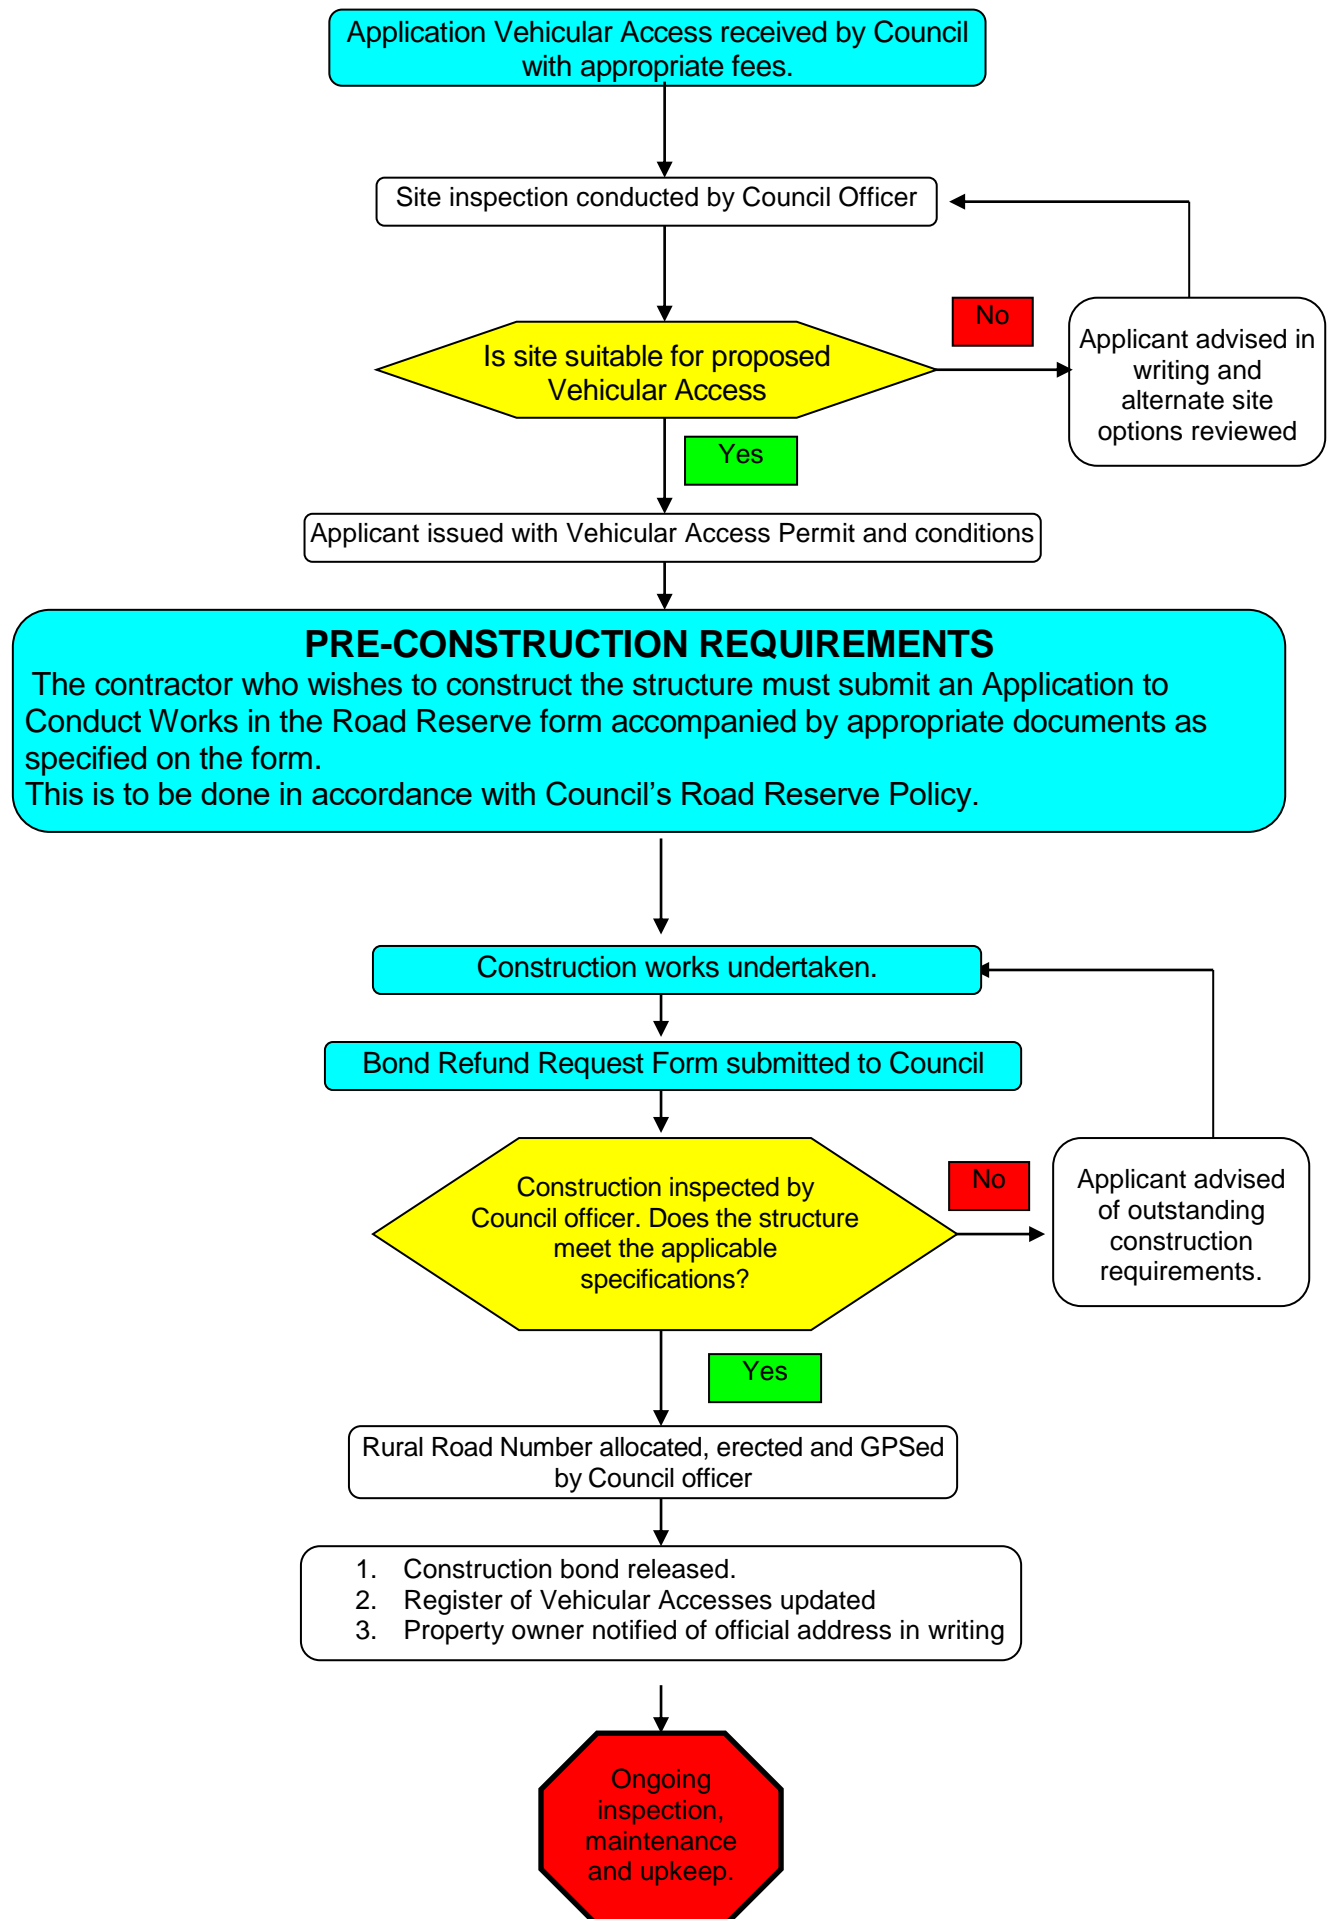 Application Vehicular Access received by Council
with appropriate fees.
Site inspection conducted by Council Officer
No
Is site suitable for proposed
Vehicular Access
Applicant advised in
writing and
alternate site
options reviewed
Yes
Applicant issued with Vehicular Access Permit and conditions
PRE-CONSTRUCTION REQUIREMENTS
The contractor who wishes to construct the structure must submit an Application to
Conduct Works in the Road Reserve form accompanied by appropriate documents as
specified on the form.
This is to be done in accordance with Council’s Road Reserve Policy.
Construction works undertaken.
Bond Refund Request Form submitted to Council
Construction inspected by
Council officer. Does the structure
meet the applicable
specifications?
No
Applicant advised
of outstanding
construction
requirements.
Yes
Rural Road Number allocated, erected and GPSed
by Council officer
1. Construction bond released.
2. Register of Vehicular Accesses updated
3. Property owner notified of official address in writing
Ongoing
inspection,
maintenance
and upkeep.